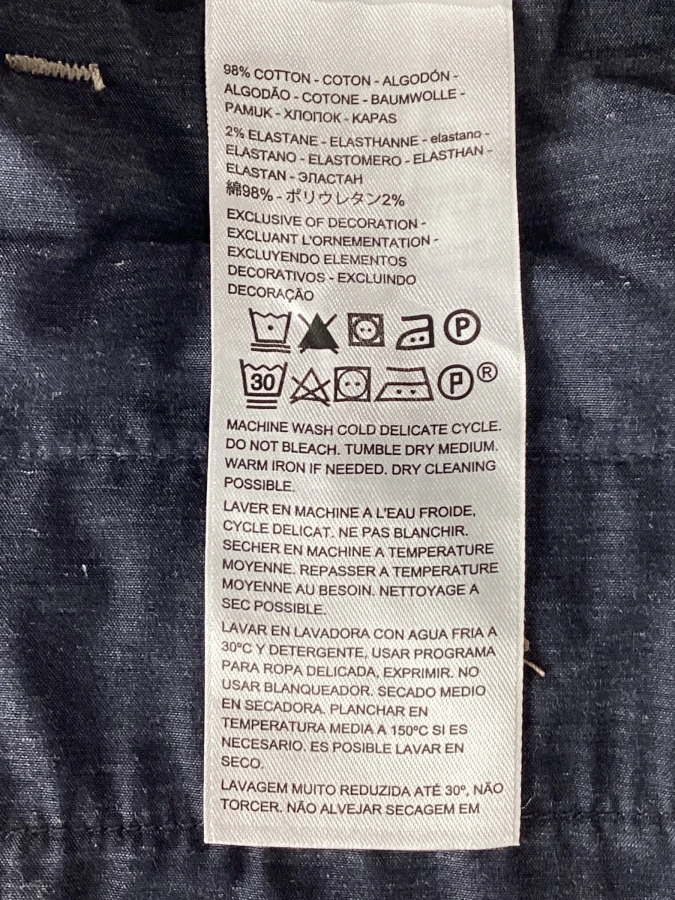 98% COTTON - COTON - ALGODÓN -
ALGODÃO - COTONE - BAUMWOLLE -
PAMUK - ХЛОПОК - KAPAS
2% ELASTANE - ELASTHANNE - elastano -
ELASTANO - ELASTOMERO - ELASTHAN -
ELASTAN - ЭЛАСТАН
綿98% - ポリウレタン2%
EXCLUSIVE OF DECORATION -
EXCLUANT L'ORNEMENTATION -
EXCLUYENDO ELEMENTOS
DECORATIVOS - EXCLUINDO
DECORAÇÃO
P
30 P ®
MACHINE WASH COLD DELICATE CYCLE.
DO NOT BLEACH. TUMBLE DRY MEDIUM.
WARM IRON IF NEEDED. DRY CLEANING
POSSIBLE.
LAVER EN MACHINE A L'EAU FROIDE,
CYCLE DELICAT. NE PAS BLANCHIR.
SECHER EN MACHINE A TEMPERATURE
MOYENNE. REPASSER A TEMPERATURE
MOYENNE AU BESOIN. NETTOYAGE A
SEC POSSIBLE.
LAVAR EN LAVADORA CON AGUA FRIA A
30ºC Y DETERGENTE, USAR PROGRAMA
PARA ROPA DELICADA, EXPRIMIR. NO
USAR BLANQUEADOR. SECADO MEDIO
EN SECADORA. PLANCHAR EN
TEMPERATURA MEDIA A 150ºC SI ES
NECESARIO. ES POSIBLE LAVAR EN
SECO.
LAVAGEM MUITO REDUZIDA ATÉ 30º, NÃO
TORCER. NÃO ALVEJAR SECAGEM EM